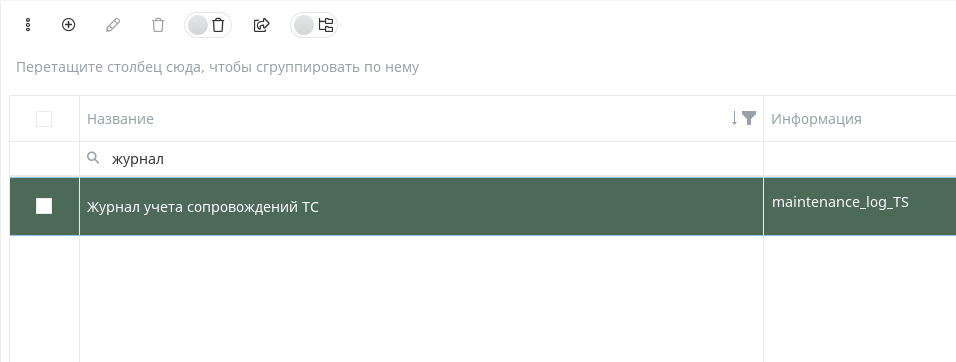 Перетащите столбец сюда, чтобы сгруппировать по нему
Название
Информация
журнал
Журнал учета сопровождений ТС
maintenance_log_TS